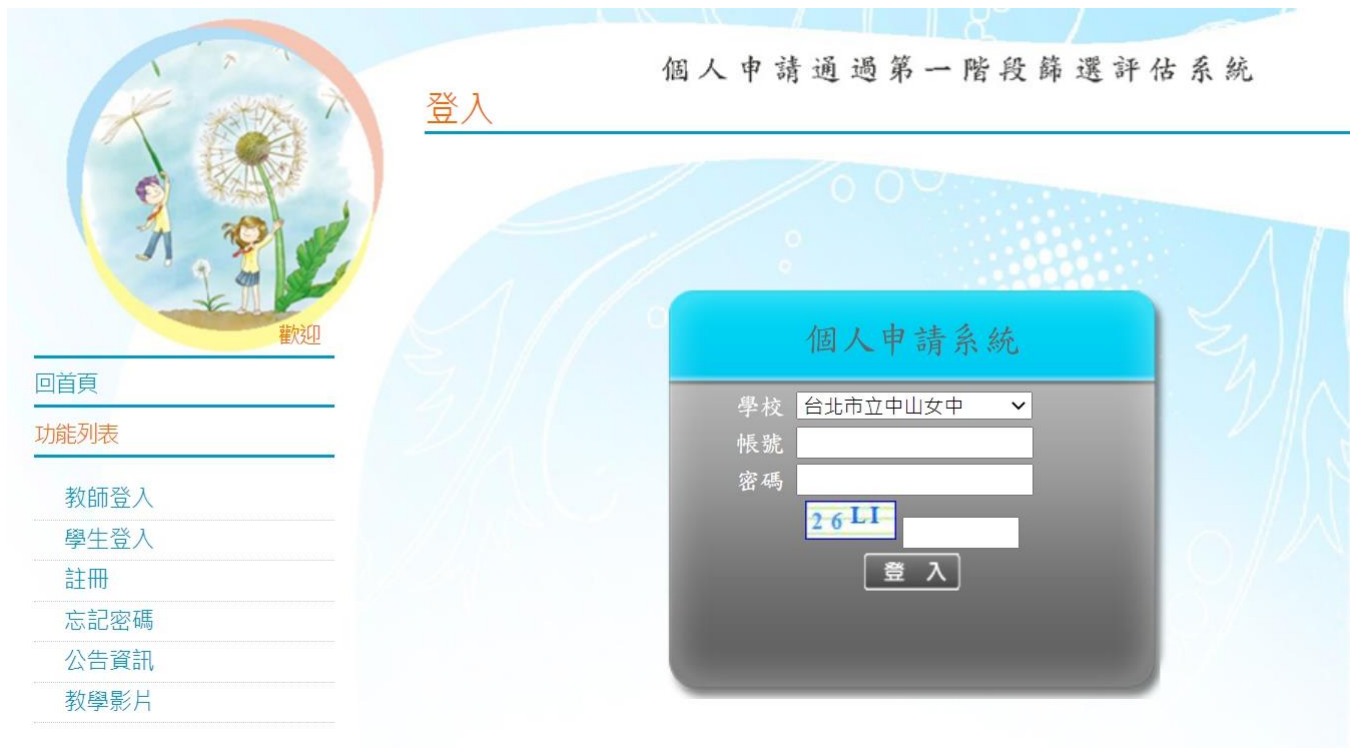 個人申請通過第一階段篩選評估系統
登入
歡迎
回首頁
功能列表
教師登入
學生登入
註冊
忘記密碼
公告資訊
教學影片
個人申請系統
學校 台北市立中山女中
帳號
密碼
26LI
登 入